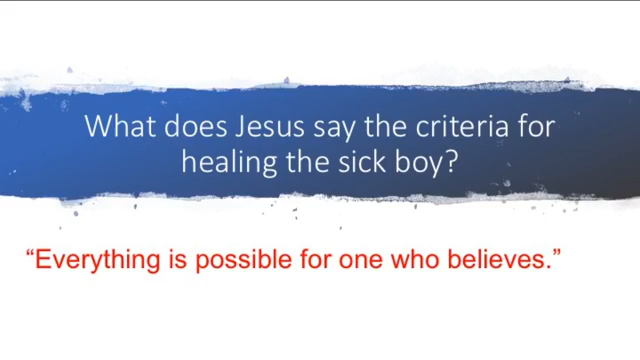 What does Jesus say the criteria for
healing the sick boy?
“Everything is possible for one who believes.”